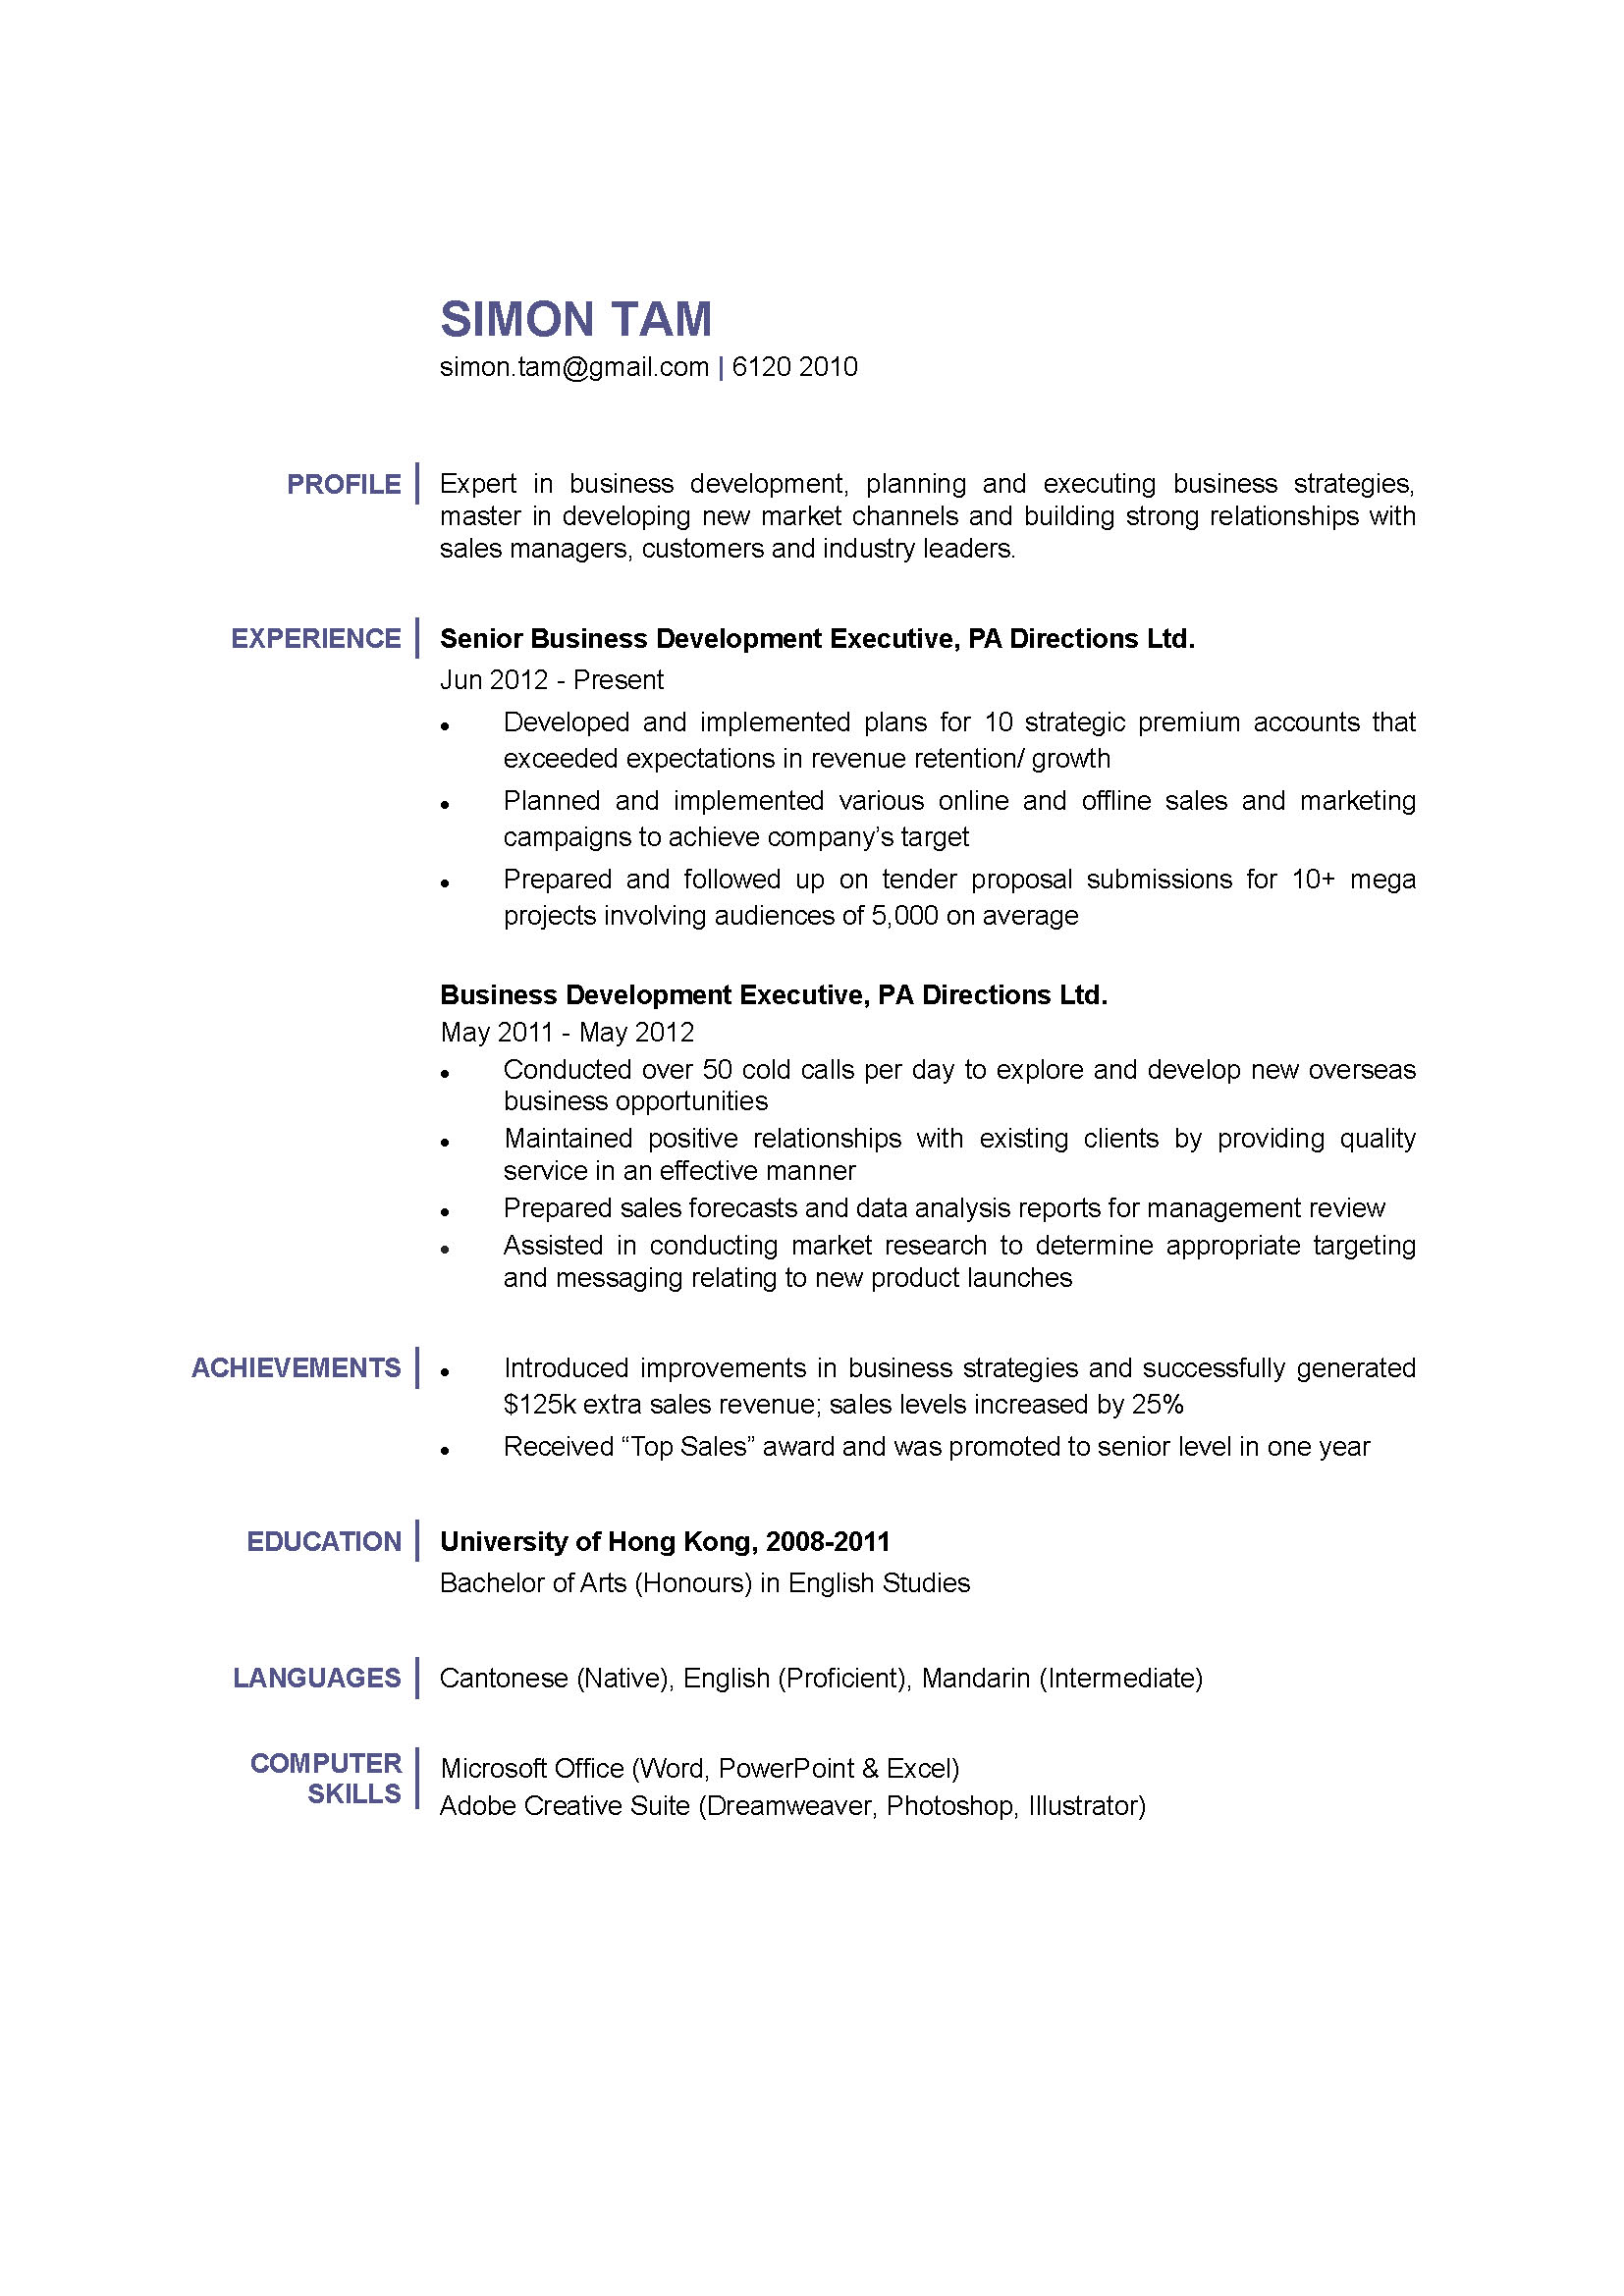 SIMON TAM
simon.tam@gmail.com | 6120 2010
PROFILE
Expert in business development, planning and executing business strategies,
master in developing new market channels and building strong relationships with
sales managers, customers and industry leaders.
EXPERIENCE
Senior Business Development Executive, PA Directions Ltd.
Jun 2012 - Present
• Developed and implemented plans for 10 strategic premium accounts that
exceeded expectations in revenue retention/ growth
• Planned and implemented various online and offline sales and marketing
campaigns to achieve company’s target
• Prepared and followed up on tender proposal submissions for 10+ mega
projects involving audiences of 5,000 on average
Business Development Executive, PA Directions Ltd.
May 2011 - May 2012
• Conducted over 50 cold calls per day to explore and develop new overseas
business opportunities
• Maintained positive relationships with existing clients by providing quality
service in an effective manner
• Prepared sales forecasts and data analysis reports for management review
• Assisted in conducting market research to determine appropriate targeting
and messaging relating to new product launches
ACHIEVEMENTS
• Introduced improvements in business strategies and successfully generated
$125k extra sales revenue; sales levels increased by 25%
• Received “Top Sales” award and was promoted to senior level in one year
EDUCATION
University of Hong Kong, 2008-2011
Bachelor of Arts (Honours) in English Studies
LANGUAGES
Cantonese (Native), English (Proficient), Mandarin (Intermediate)
COMPUTER
SKILLS
Microsoft Office (Word, PowerPoint & Excel)
Adobe Creative Suite (Dreamweaver, Photoshop, Illustrator)